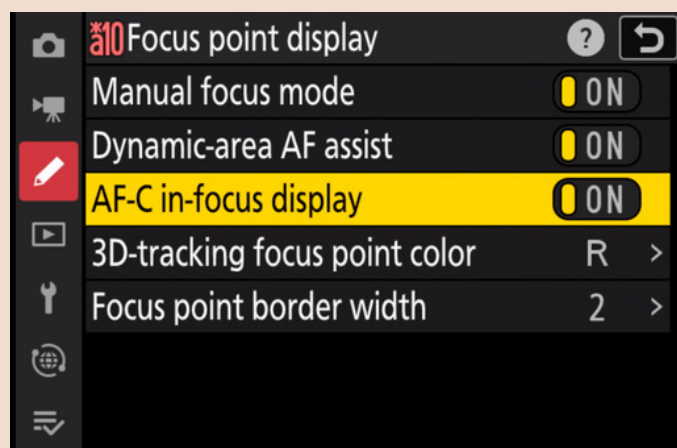 a10 Focus point display ?
Manual focus mode ON
Dynamic-area AF assist ON
AF-C in-focus display ON
3D-tracking focus point color R >
Focus point border width 2 >